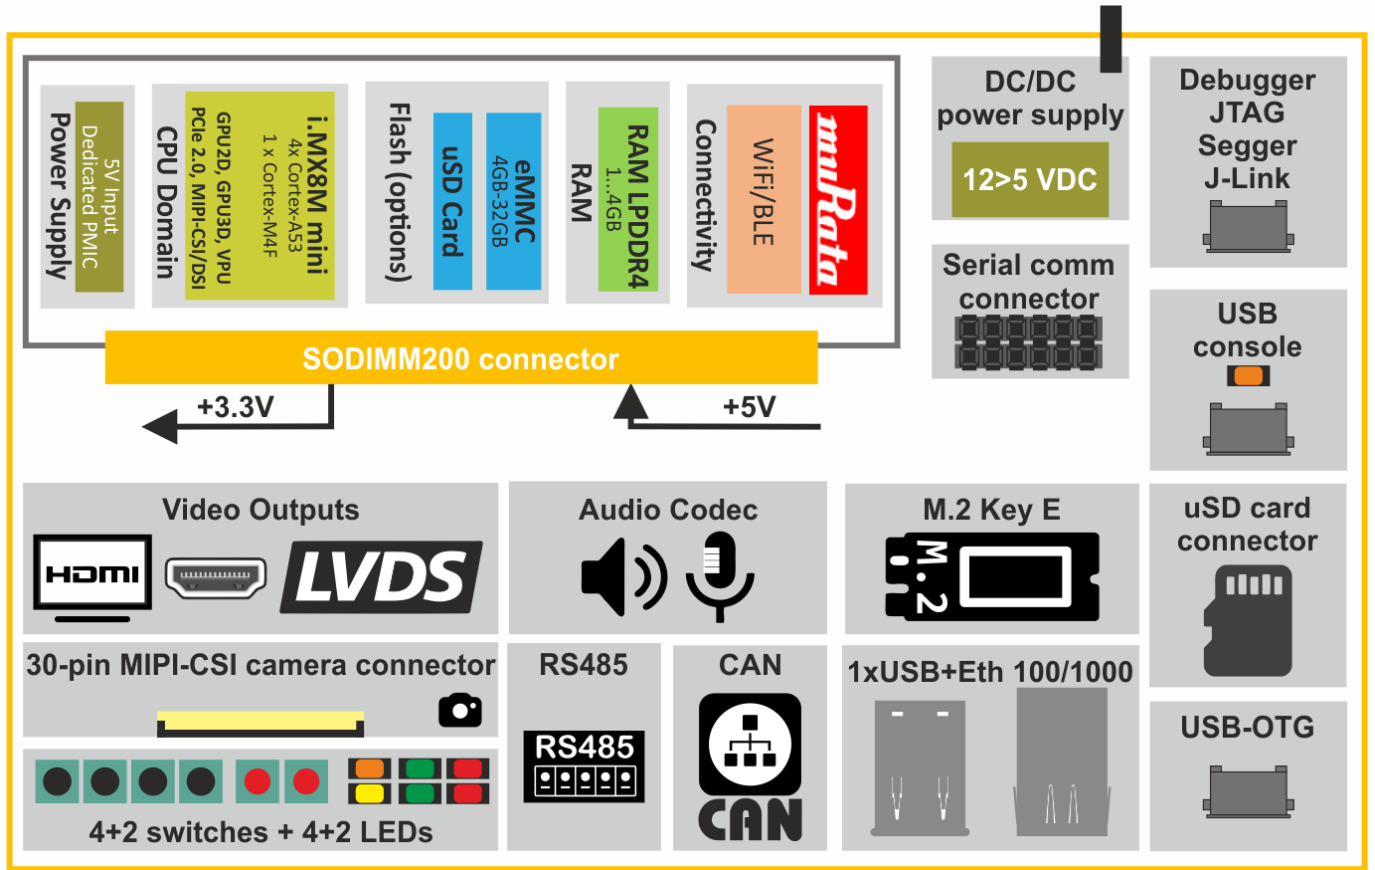 5V Input
Dedicated PMIC
Power Supply
i.MX8M mini
4x Cortex-A53
1 x Cortex-M4F
GPU2D, GPU3D, VPU
PCIe 2.0, MIPI-CSI/DSI
CPU Domain
eMMC
4GB-32GB
uSD Card
Flash (options)
RAM LPDDR4
1...4GB
RAM
muRata
WiFi/BLE
Connectivity
SODIMM200 connector
+3.3V
+5V
DC/DC
power supply
12>5 VDC
Serial comm
connector
Debugger
JTAG
Segger
J-Link
USB
console
Video Outputs
HDMI
LVDS
Audio Codec
M.2 Key E
M.2
uSD card
connector
30-pin MIPI-CSI camera connector
RS485
RS485
CAN
CAN
1xUSB+Eth 100/1000
USB-OTG
4+2 switches + 4+2 LEDs